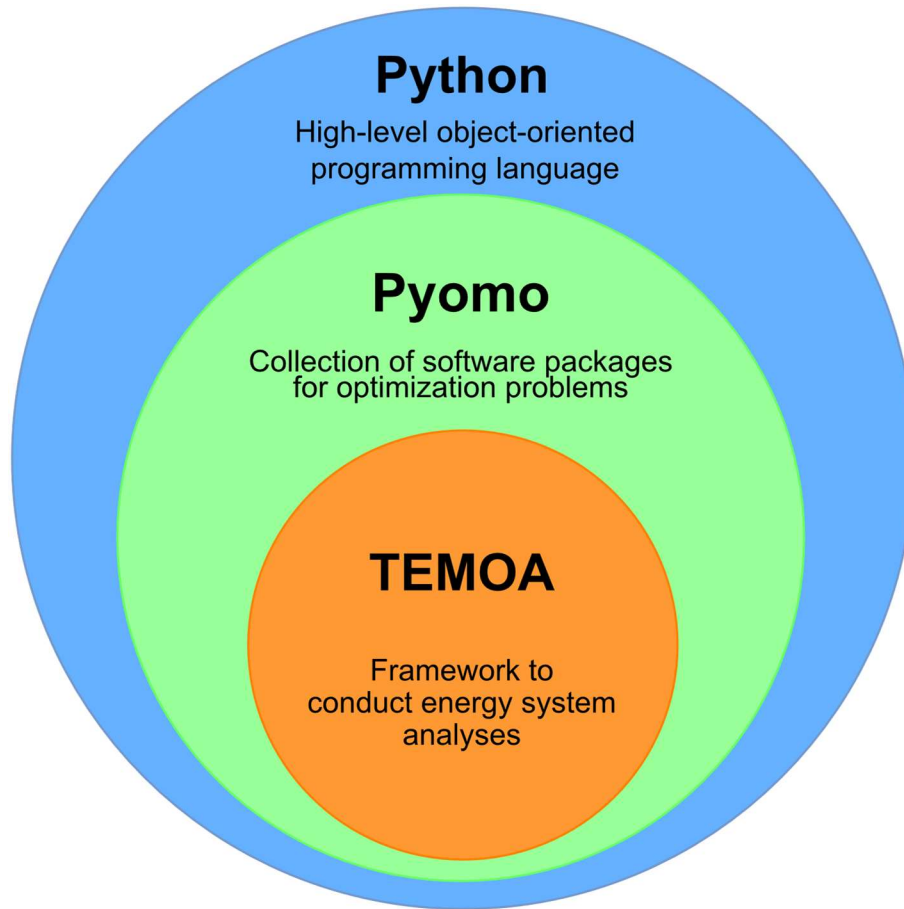 Python
High-level object-oriented
programming language
Pyomo
Collection of software packages
for optimization problems
TEMOA
Framework to
conduct energy system
analyses